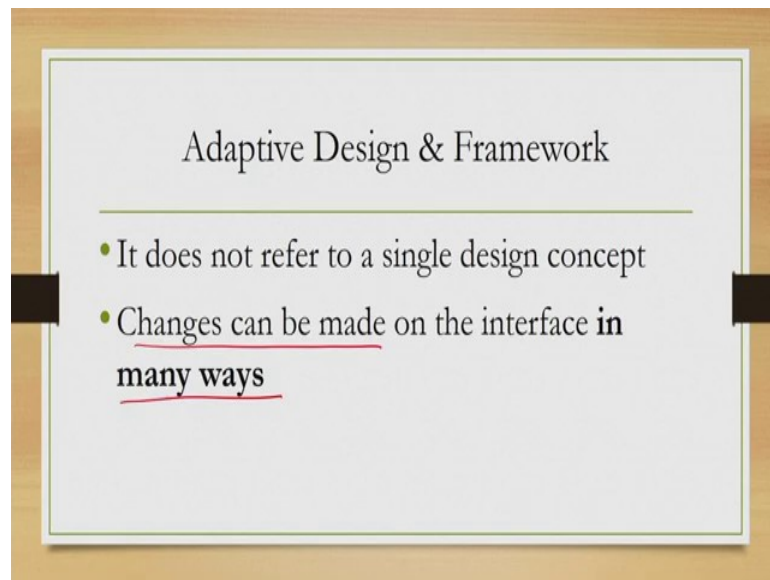 Adaptive Design & Framework
• It does not refer to a single design concept
• Changes can be made on the interface in
many ways